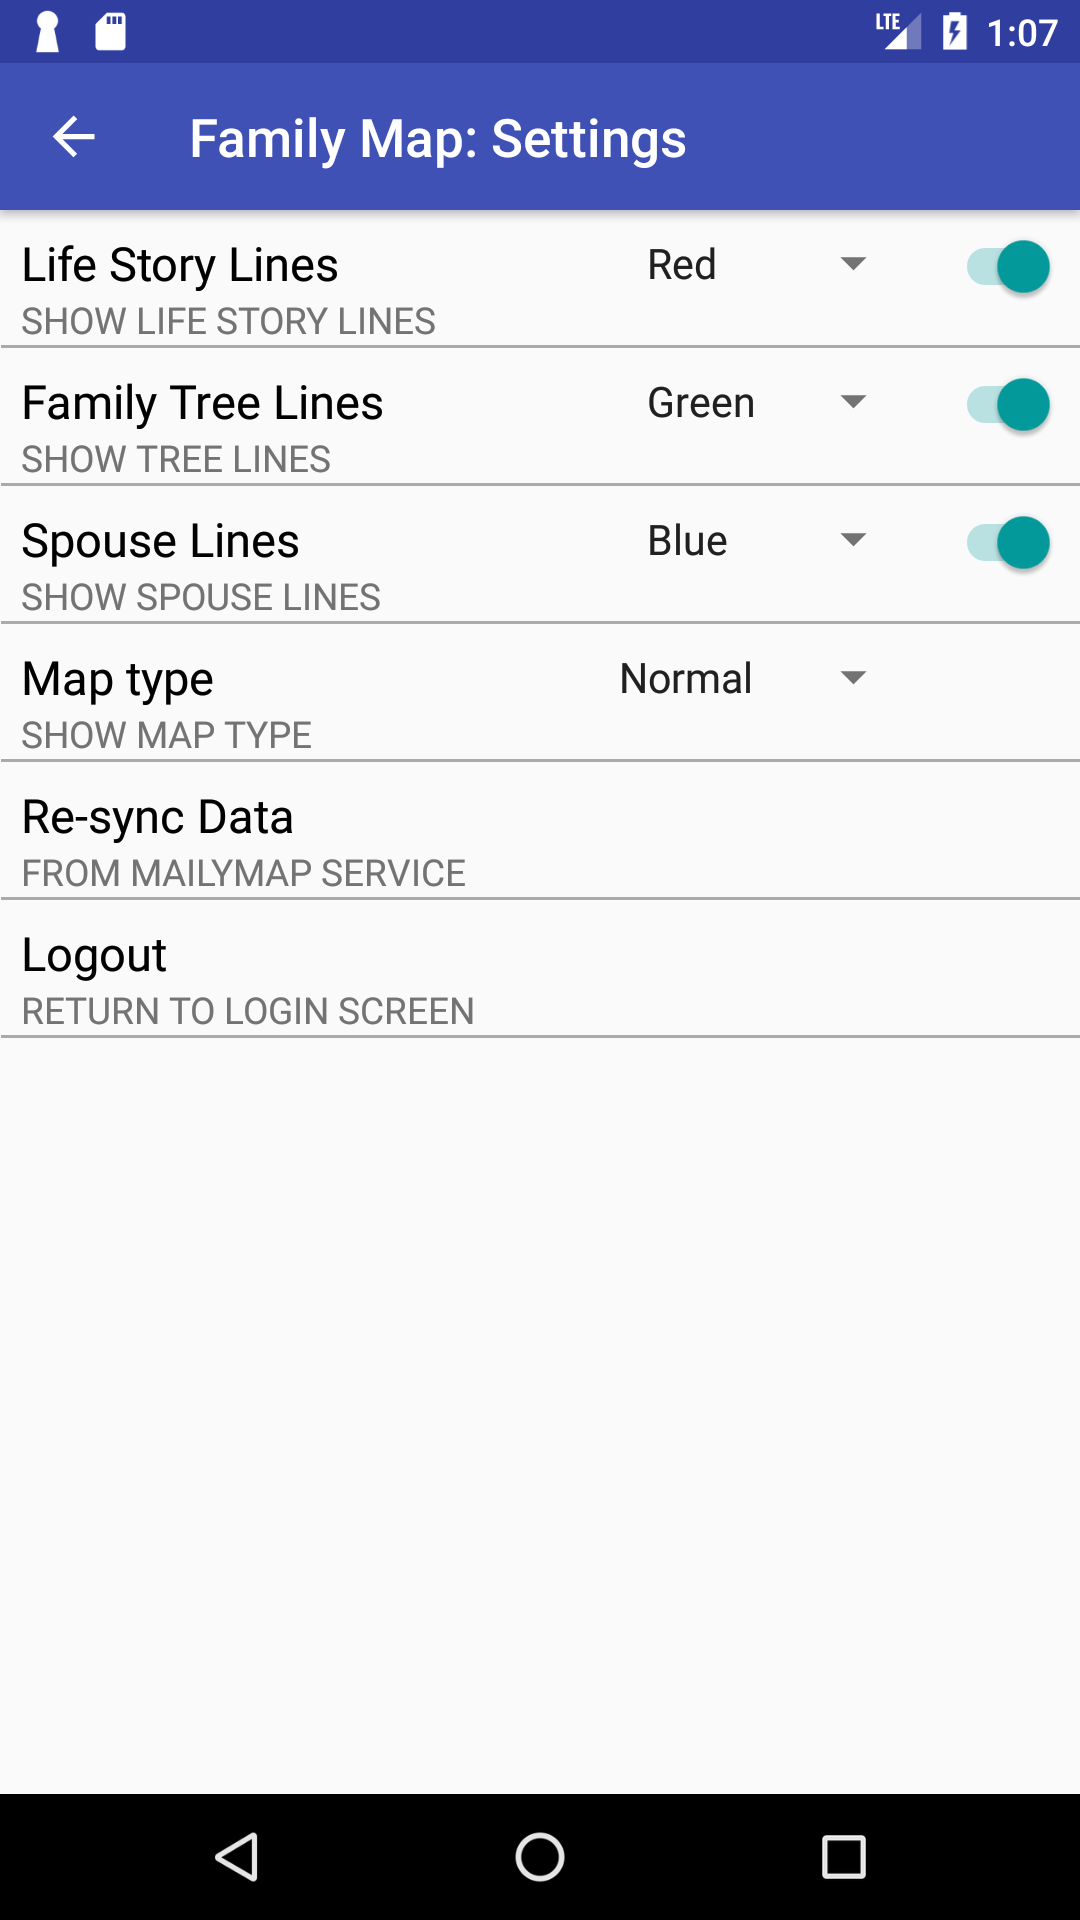 LTE 1:07
Family Map: Settings
Life Story Lines Red
SHOW LIFE STORY LINES
Family Tree Lines Green
SHOW TREE LINES
Spouse Lines Blue
SHOW SPOUSE LINES
Map type Normal
SHOW MAP TYPE
Re-sync Data
FROM MAILYMAP SERVICE
Logout
RETURN TO LOGIN SCREEN